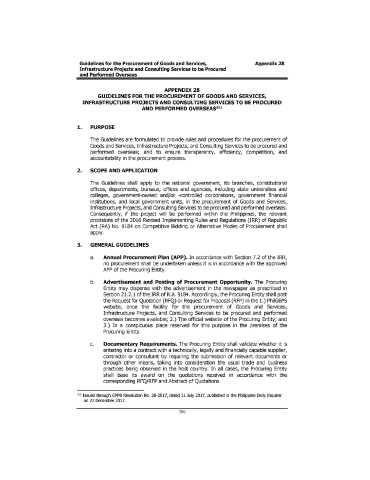 Guidelines for the Procurement of Goods and Services, Appendix 28
Infrastructure Projects and Consulting Services to be Procured
and Performed Overseas
APPENDIX 28
GUIDELINES FOR THE PROCUREMENT OF GOODS AND SERVICES,
INFRASTRUCTURE PROJECTS AND CONSULTING SERVICES TO BE PROCURED
AND PERFORMED OVERSEAS
1. PURPOSE
The Guidelines are formulated to provide rules and procedures for the procurement of
Goods and Services, Infrastructure Projects, and Consulting Services to be procured and
performed overseas; and to ensure transparency, efficiency, competition, and
accountability in the procurement process.
2. SCOPE AND APPLICATION
The Guidelines shall apply to the national government, its branches, constitutional
offices, departments, bureaus, offices and agencies, including state universities and
colleges, government-owned and/or -controlled corporations, government financial
institutions, and local government units, in the procurement of Goods and Services,
Infrastructure Projects, and Consulting Services to be procured and performed overseas.
Consequently, if the project will be performed within the Philippines, the relevant
provisions of the 2016 Revised Implementing Rules and Regulations (IRR) of Republic
Act (RA) No. 9184 on Competitive Bidding or Alternative Modes of Procurement shall
apply.
3. GENERAL GUIDELINES
a. Annual Procurement Plan (APP). In accordance with Section 7.2 of the IRR,
no procurement shall be undertaken unless it is in accordance with the approved
APP of the Procuring Entity.
b. Advertisement and Posting of Procurement Opportunity. The Procuring
Entity may dispense with the advertisement in the newspaper as prescribed in
Section 21.2.1 of the IRR of R.A. 9184. Accordingly, the Procuring Entity shall post
the Request for Quotation (RFQ) or Request for Proposal (RFP) in the 1.) PhilGEPS
website, once the facility for the procurement of Goods and Services,
Infrastructure Projects, and Consulting Services to be procured and performed
overseas becomes available; 2.) The official website of the Procuring Entity; and
3.) In a conspicuous place reserved for this purpose in the premises of the
Procuring Entity.
c. Documentary Requirements. The Procuring Entity shall validate whether it is
entering into a contract with a technically, legally and financially capable supplier,
contractor or consultant by requiring the submission of relevant documents or
through other means, taking into consideration the usual trade and business
practices being observed in the host country. In all cases, the Procuring Entity
shall base its award on the quotations received in accordance with the
corresponding RFQ/RFP and Abstract of Quotations.
Issued through GPPB Resolution No. 28-2017, dated 31 July 2017, published in the Philippine Daily Inquirer
on 23 December 2017.